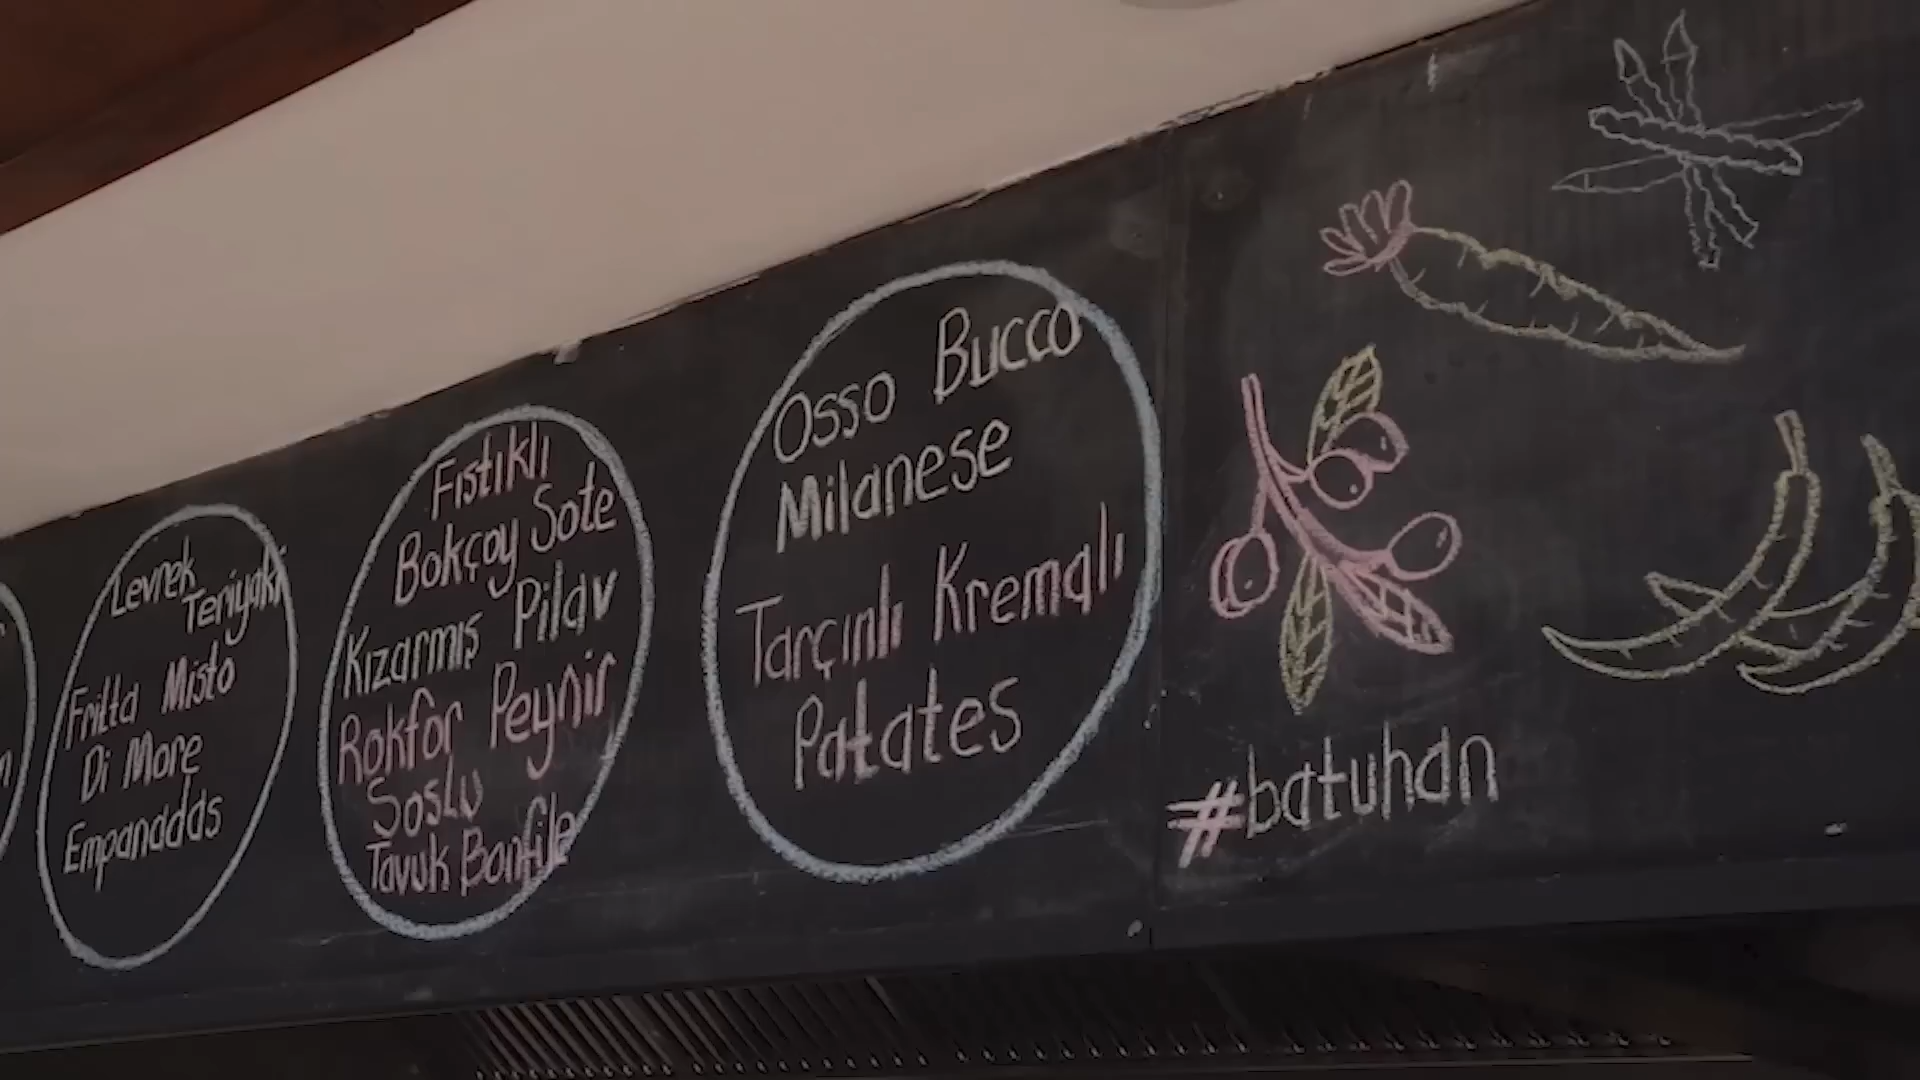 Levrek
Teriyaki
Fritta Misto
Di More
Empanadas
Fıstıklı
Bokçoy Sote
Kızarmış Pilav
Rokfor Peynir
Soslu
Tavuk Bonfile
Osso Bucco
Milanese
Tarçınlı Kremalı
Patates
#batuhan